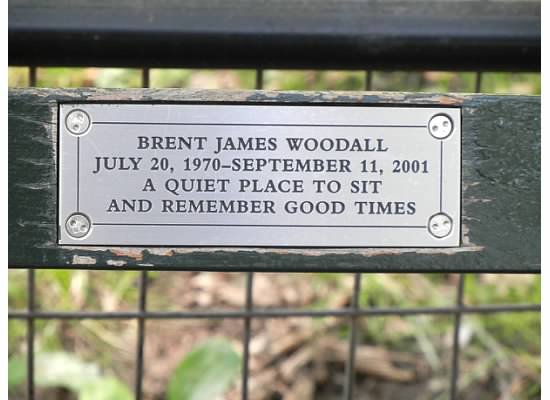 BRENT JAMES WOODALL
JULY 20, 1970–SEPTEMBER 11, 2001
A QUIET PLACE TO SIT
AND REMEMBER GOOD TIMES